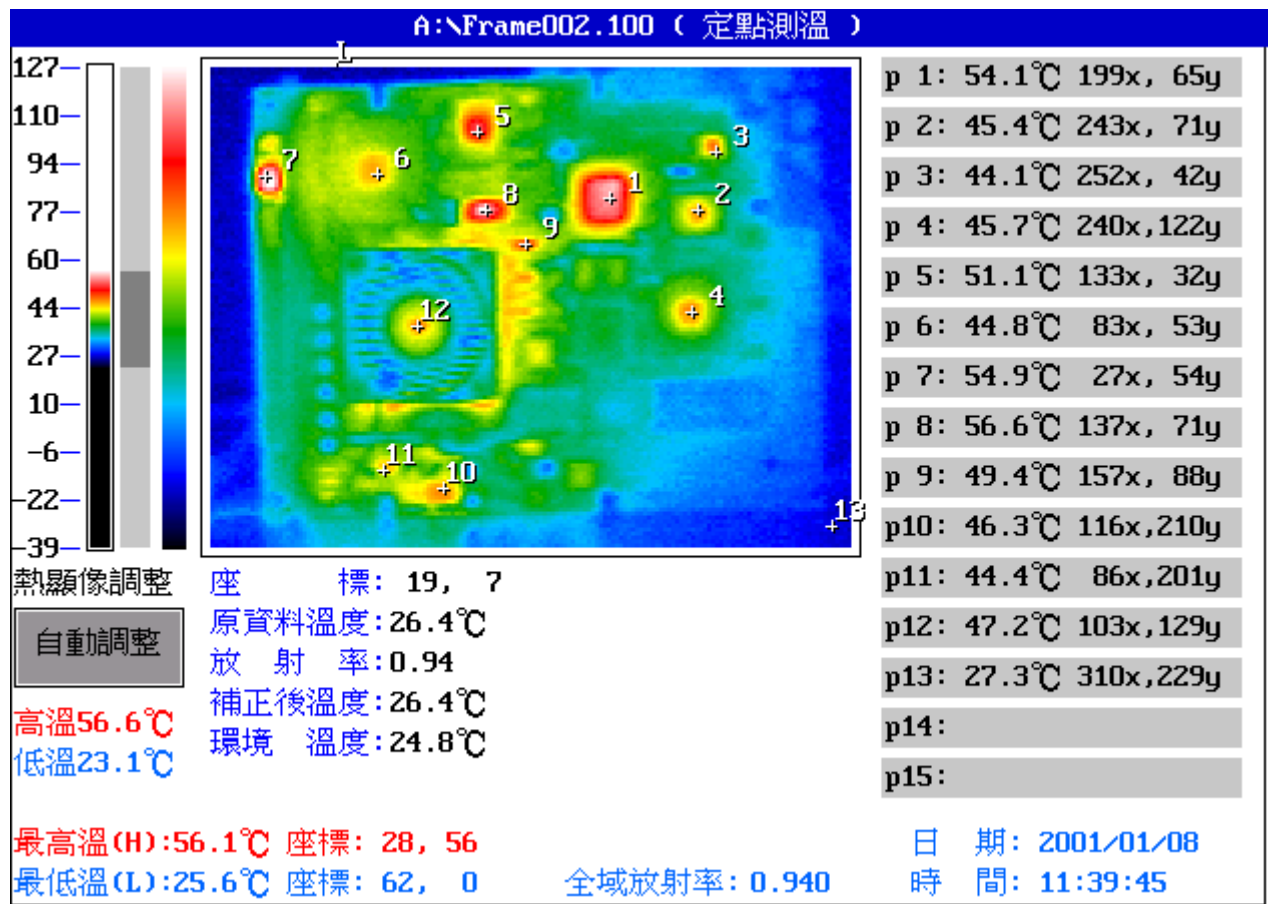 A:\Frame002.100 ( 定點測溫 )
L
127
110
94
77
60
44
27
10
-6
-22
-39
熱顯像調整
自動調整
高溫56.6℃
低溫23.1℃
5
3
7
6
1
2
8
9
4
12
11
10
13
座 標: 19, 7
原資料溫度:26.4℃
放 射 率:0.94
補正後溫度:26.4℃
環境 溫度:24.8℃
p 1: 54.1℃ 199x, 65y
p 2: 45.4℃ 243x, 71y
p 3: 44.1℃ 252x, 42y
p 4: 45.7℃ 240x,122y
p 5: 51.1℃ 133x, 32y
p 6: 44.8℃ 83x, 53y
p 7: 54.9℃ 27x, 54y
p 8: 56.6℃ 137x, 71y
p 9: 49.4℃ 157x, 88y
p10: 46.3℃ 116x,210y
p11: 44.4℃ 86x,201y
p12: 47.2℃ 103x,129y
p13: 27.3℃ 310x,229y
p14:
p15:
最高溫(H):56.1℃ 座標: 28, 56
最低溫(L):25.6℃ 座標: 62, 0
全域放射率: 0.940
日 期: 2001/01/08
時 間: 11:39:45